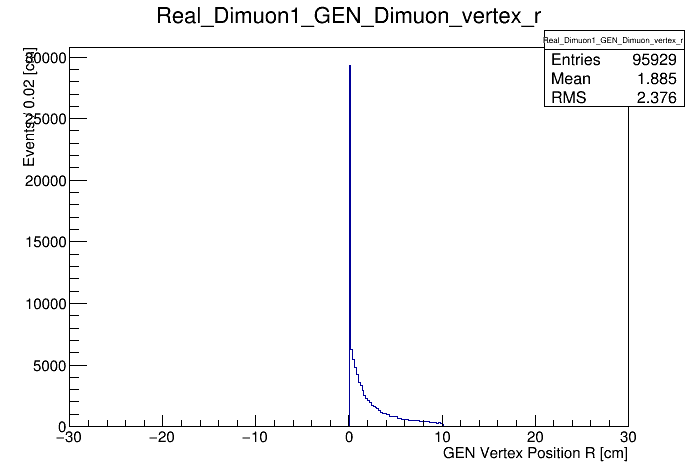 Real_Dimuon1_GEN_Dimuon_vertex_r
Real_Dimuon1_GEN_Dimuon_vertex_r
Entries 95929
Mean 1.885
RMS 2.376
Events / 0.02 [cm]
30000
25000
20000
15000
10000
5000
0
−30 −20 −10 0 10 20 30
GEN Vertex Position R [cm]